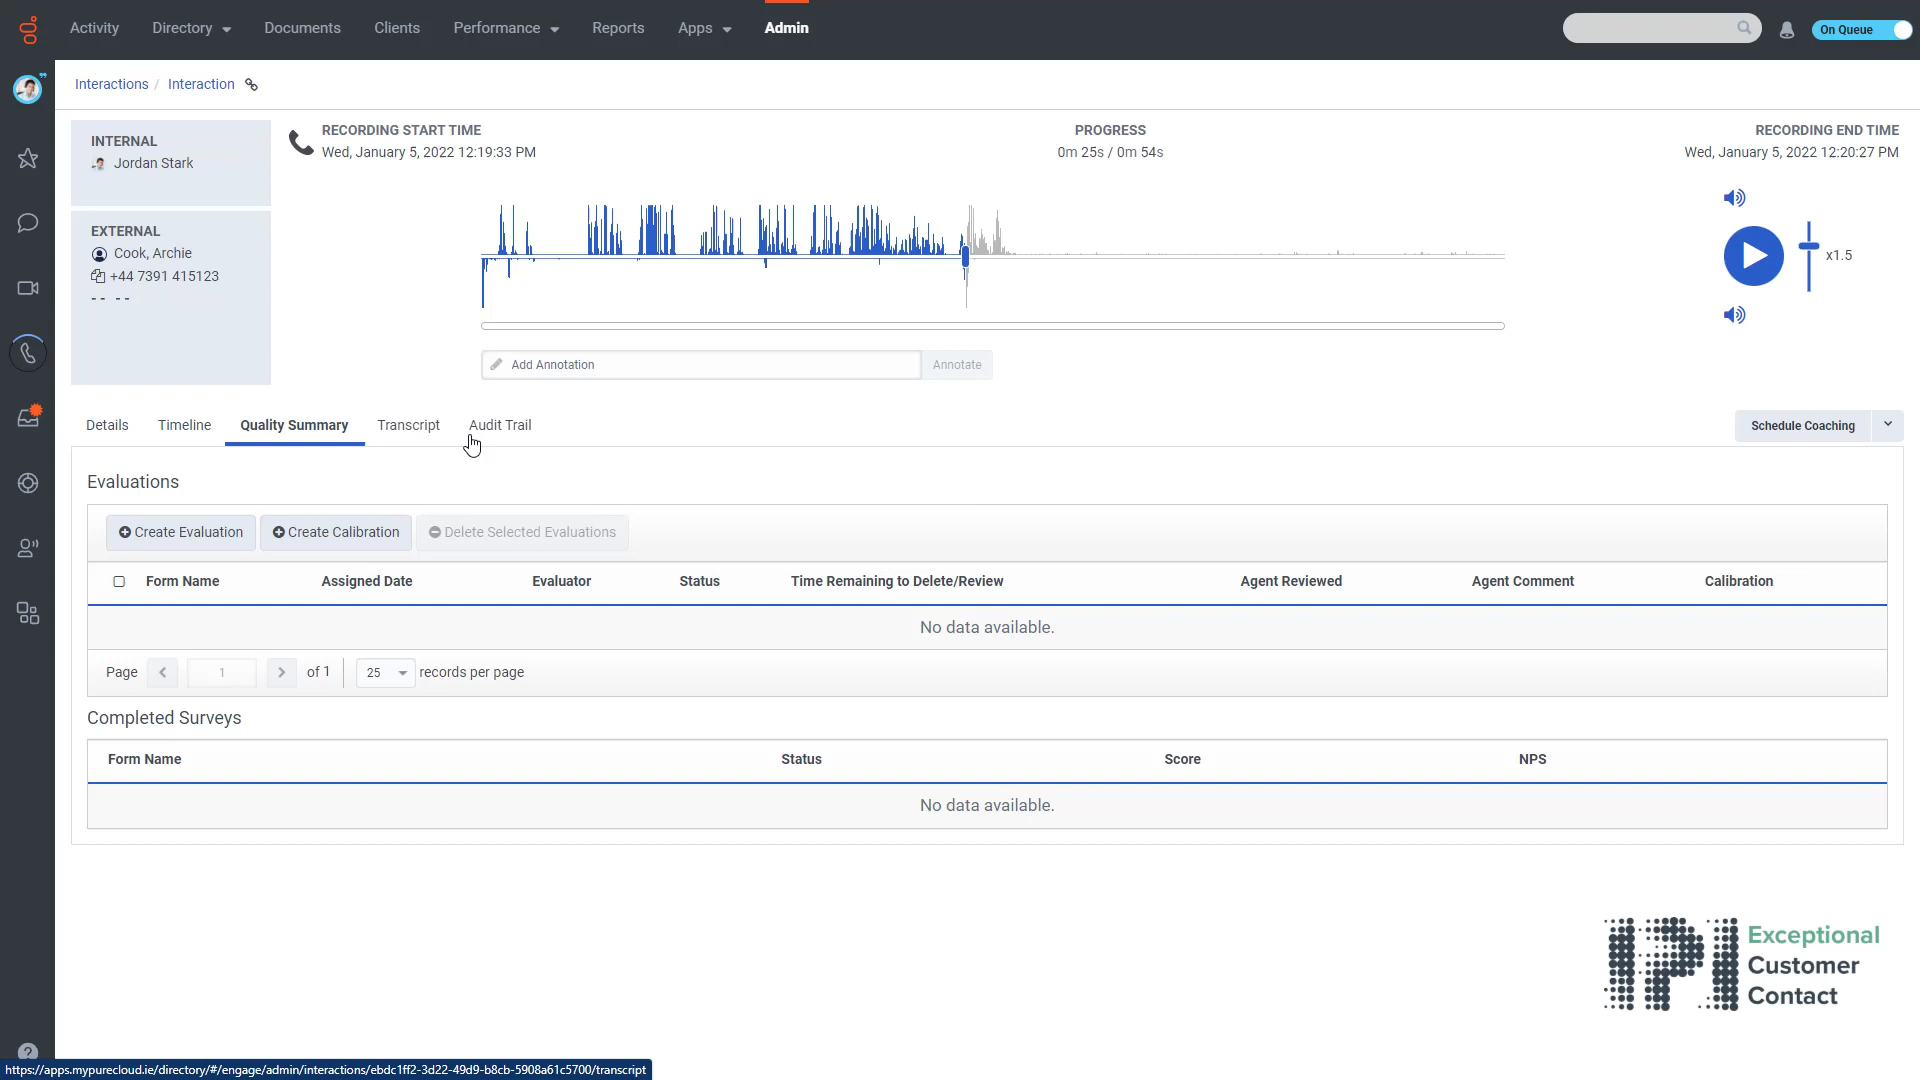 Activity Directory Documents Clients Performance Reports Apps Admin
On Queue
Interactions / Interaction
INTERNAL
Jordan Stark
EXTERNAL
Cook, Archie
+44 7391 415123
-- --
RECORDING START TIME
Wed, January 5, 2022 12:19:33 PM
PROGRESS
0m 25s / 0m 54s
RECORDING END TIME
Wed, January 5, 2022 12:20:27 PM
x1.5
Add Annotation Annotate
Details Timeline Quality Summary Transcript Audit Trail
Schedule Coaching
Evaluations
Create Evaluation Create Calibration Delete Selected Evaluations
Form Name Assigned Date Evaluator Status Time Remaining to Delete/Review Agent Reviewed Agent Comment Calibration
No data available.
Page 1 of 1 25 records per page
Completed Surveys
Form Name Status Score NPS
No data available.
IPI
Exceptional
Customer
Contact
https://apps.mypurecloud.ie/directory/#/engage/admin/interactions/ebdc1ff2-3d22-49d9-b8cb-5908a61c5700/transcript